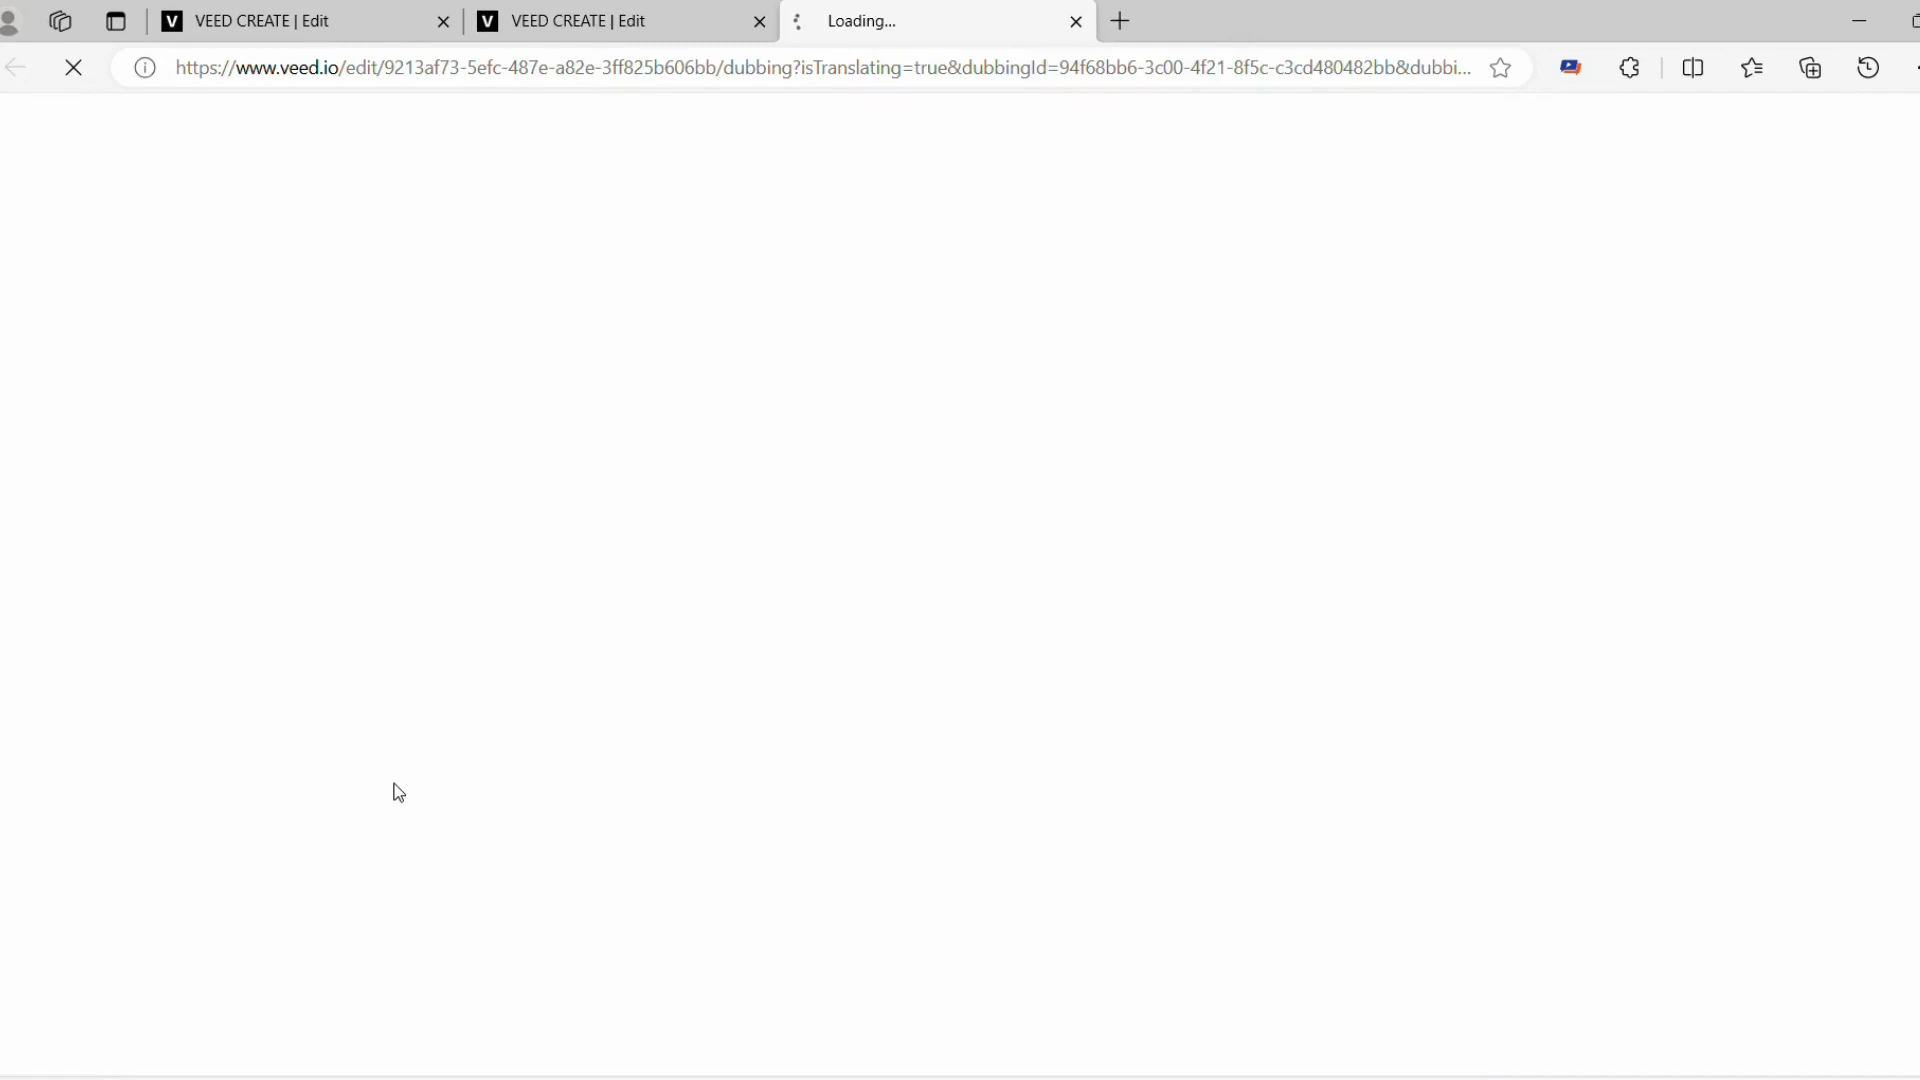 VEED CREATE | Edit
VEED CREATE | Edit
Loading...
https://www.veed.io/edit/9213af73-5efc-487e-a82e-3ff825b606bb/dubbing?isTranslating=true&dubbingId=94f68bb6-3c00-4f21-8f5c-c3cd480482bb&dubbi...